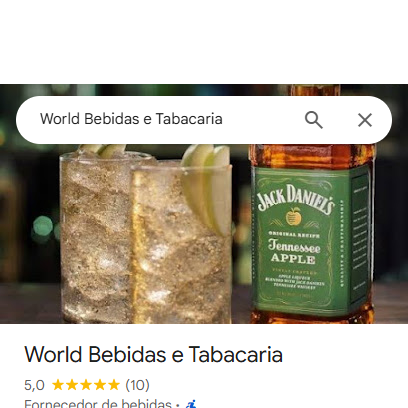 World Bebidas e Tabacaria
JACK DANIEL'S
ORIGINAL RECIPE
Tennessee
APPLE
World Bebidas e Tabacaria
5,0 (10)
Fornecedor de bebidas ·